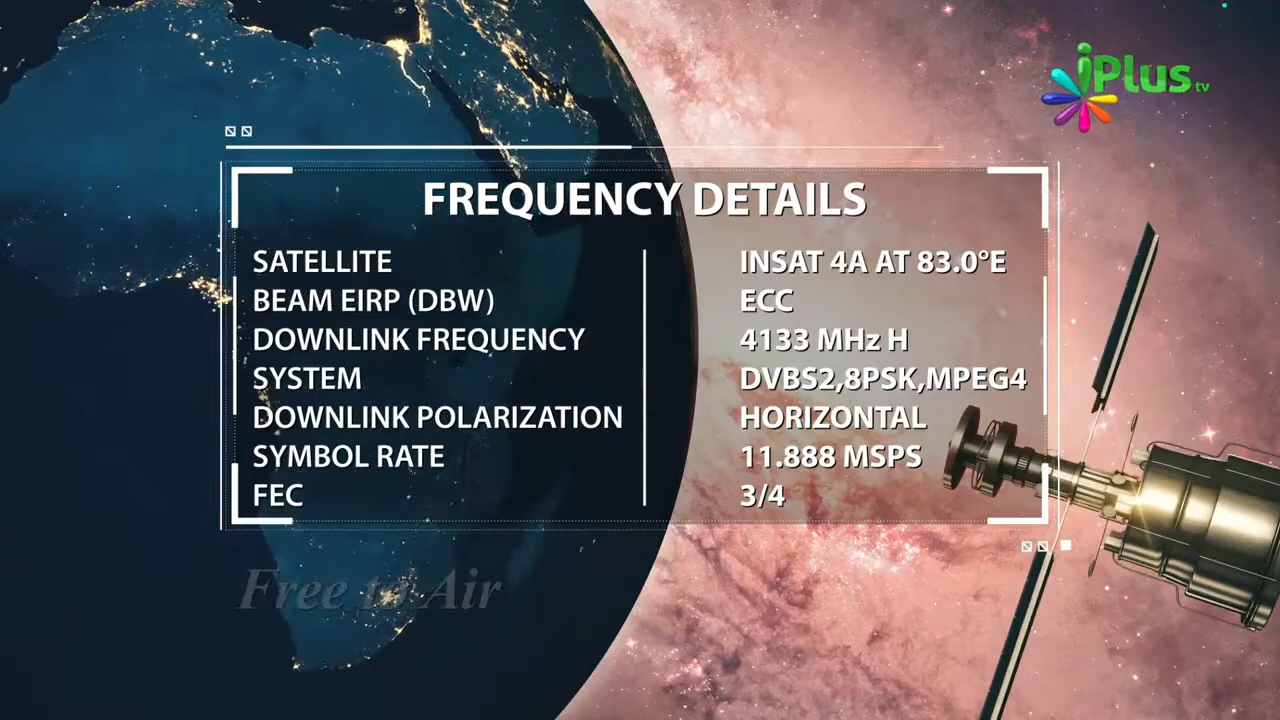 iPlus tv
FREQUENCY DETAILS
SATELLITE INSAT 4A AT 83.0°E
BEAM EIRP (DBW) ECC
DOWNLINK FREQUENCY 4133 MHz H
SYSTEM DVBS2,8PSK,MPEG4
DOWNLINK POLARIZATION HORIZONTAL
SYMBOL RATE 11.888 MSPS
FEC 3/4
Free to Air